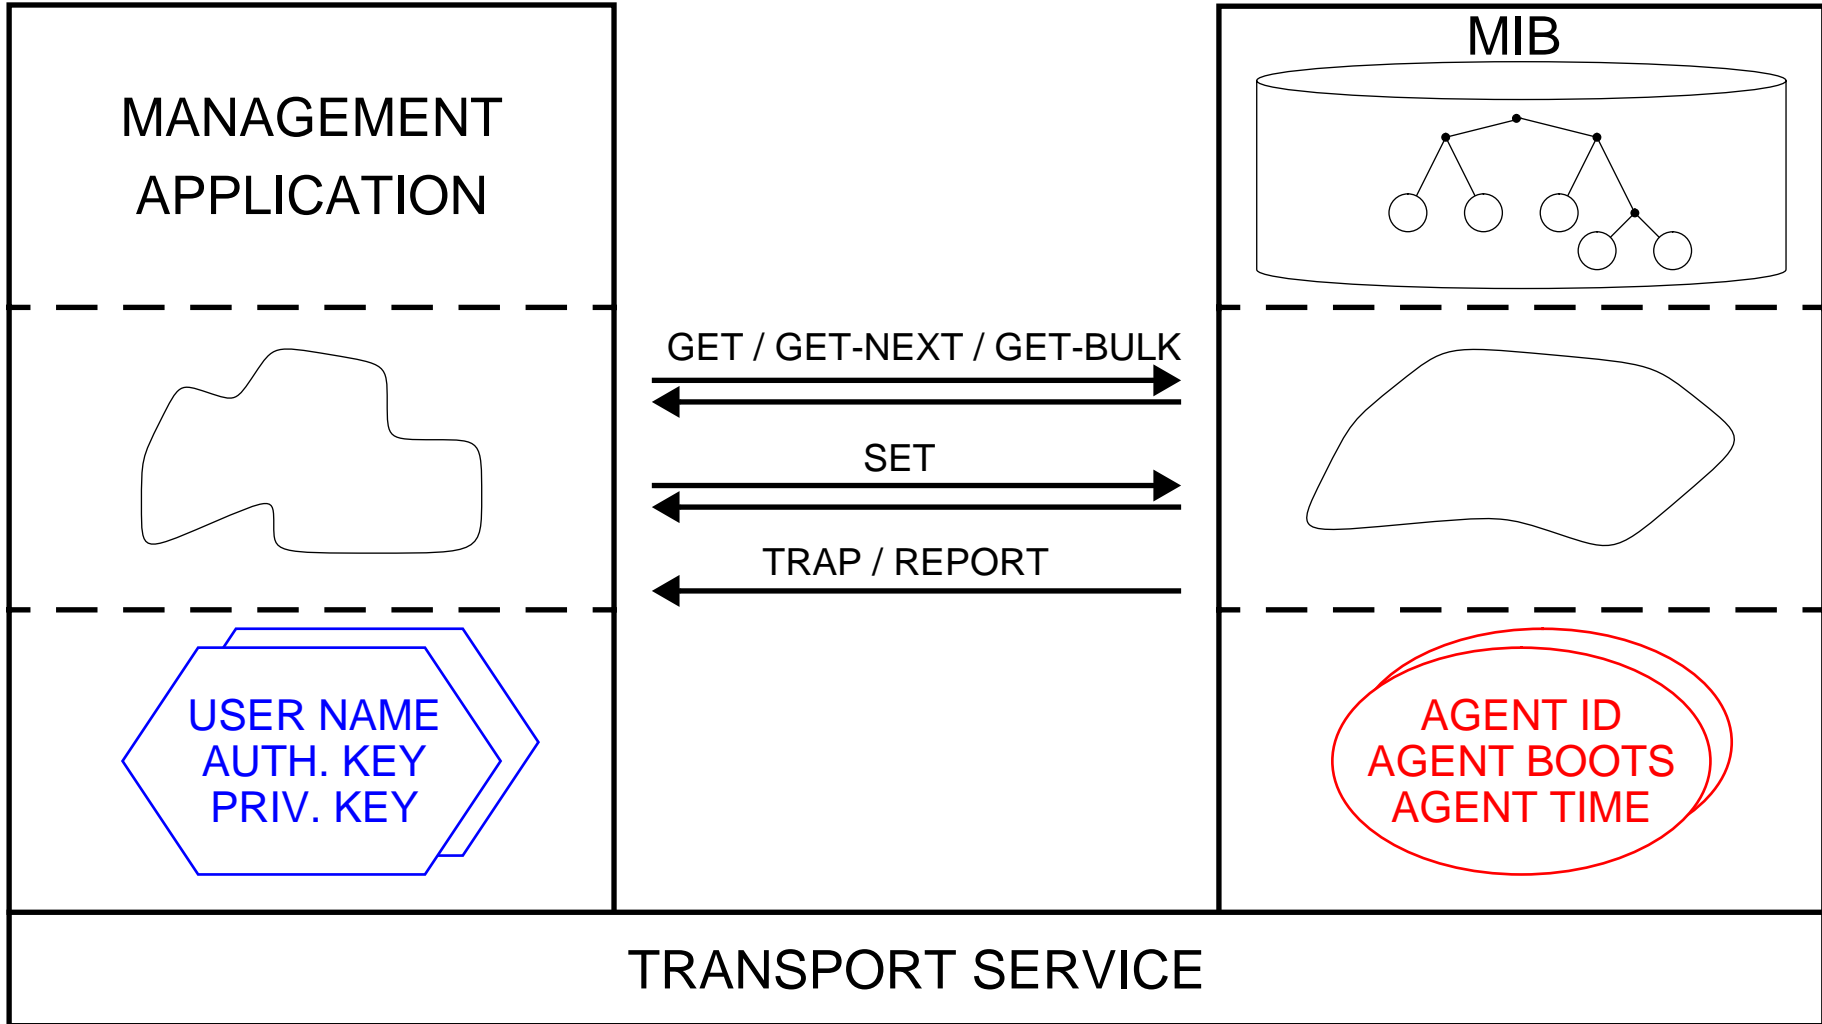 MANAGEMENT
APPLICATION
MIB
GET / GET-NEXT / GET-BULK
SET
TRAP / REPORT
USER NAME
AUTH. KEY
PRIV. KEY
AGENT ID
AGENT BOOTS
AGENT TIME
TRANSPORT SERVICE